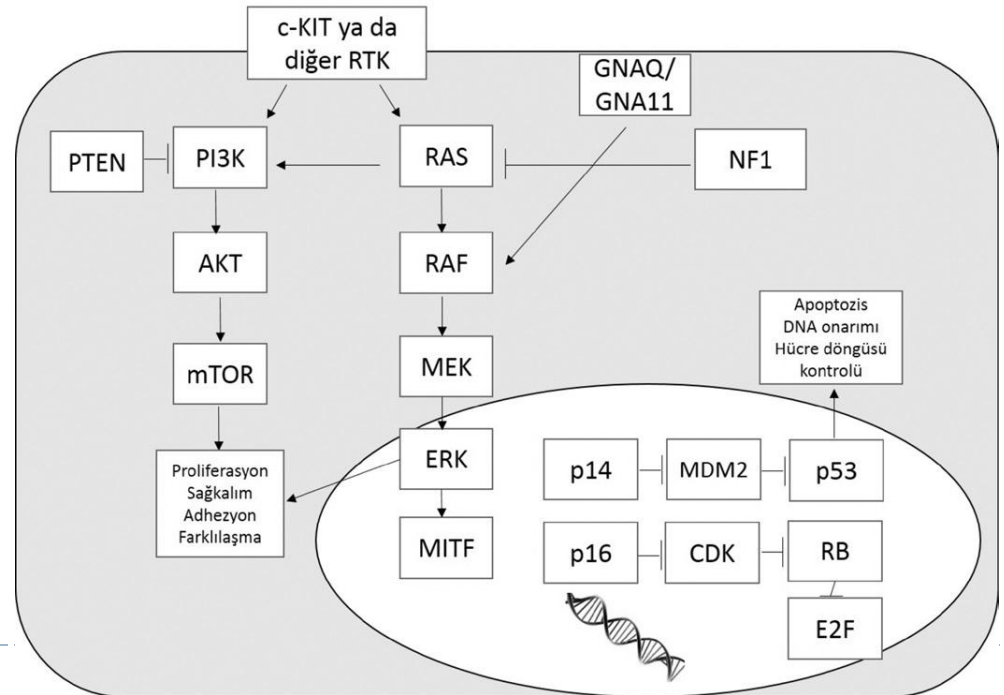 c-KIT ya da
diğer RTK
GNAQ/
GNA11
PTEN
PI3K
RAS
NF1
AKT
RAF
Apoptozis
DNA onarımı
Hücre döngüsü
kontrolü
mTOR
MEK
Proliferasyon
Sağkalım
Adhezyon
Farklılaşma
ERK
p14
MDM2
p53
MITF
p16
CDK
RB
E2F